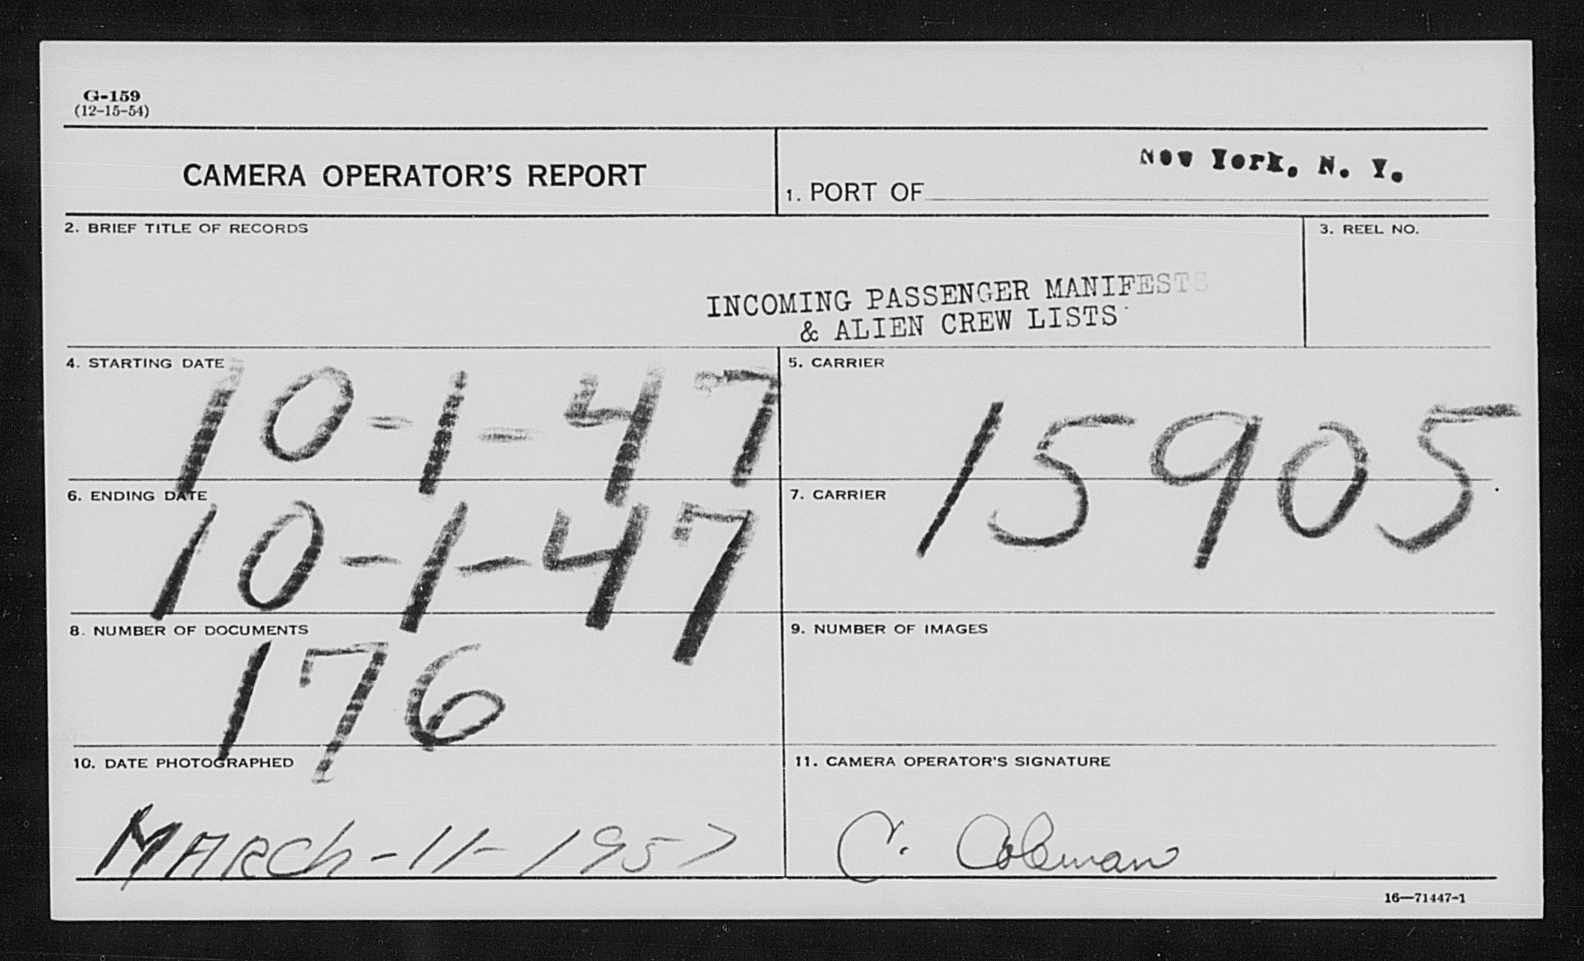 G-159
(12-15-54)
CAMERA OPERATOR'S REPORT
1. PORT OF New York, N. Y.
2. BRIEF TITLE OF RECORDS
3. REEL NO.
INCOMING PASSENGER MANIFESTS
& ALIEN CREW LISTS
4. STARTING DATE
10-1-47
5. CARRIER
15905
6. ENDING DATE
10-1-47
7. CARRIER
8. NUMBER OF DOCUMENTS
176
9. NUMBER OF IMAGES
10. DATE PHOTOGRAPHED
MARCh-11-1957
11. CAMERA OPERATOR'S SIGNATURE
C. Coleman
16—71447-1